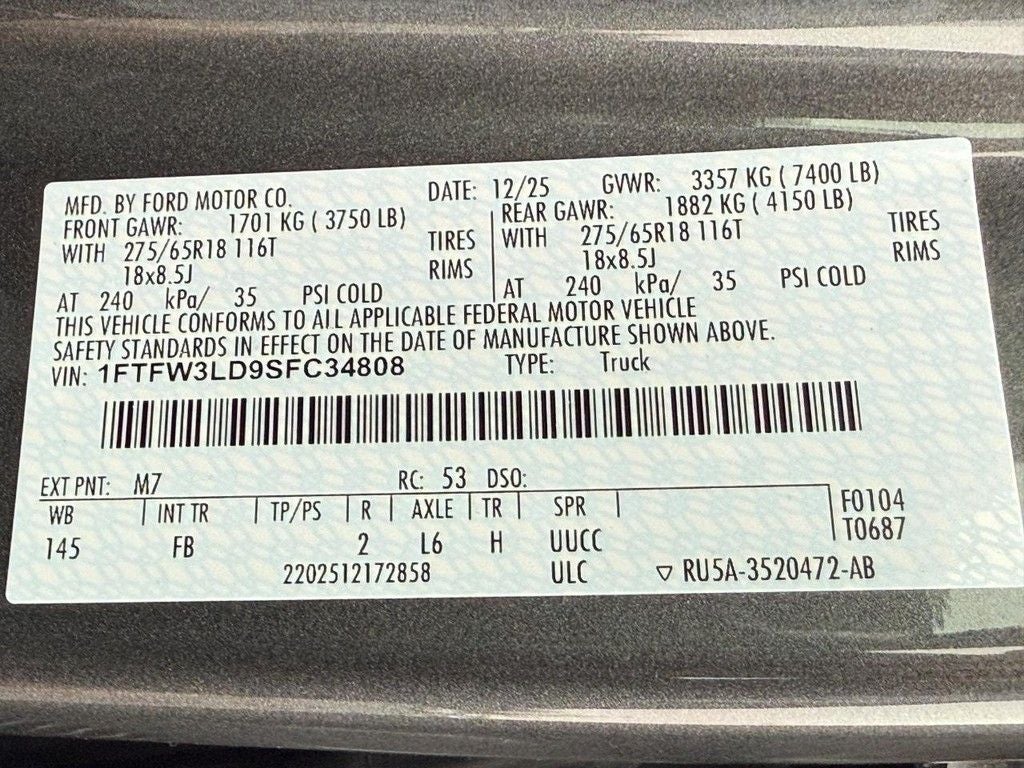 MFD. BY FORD MOTOR CO. DATE: 12/25 GVWR: 3357 KG ( 7400 LB)
FRONT GAWR: 1701 KG ( 3750 LB) REAR GAWR: 1882 KG ( 4150 LB)
WITH 275/65R18 116T TIRES WITH 275/65R18 116T TIRES
18x8.5J RIMS 18x8.5J RIMS
AT 240 kPa/ 35 PSI COLD AT 240 kPa/ 35 PSI COLD
THIS VEHICLE CONFORMS TO ALL APPLICABLE FEDERAL MOTOR VEHICLE
SAFETY STANDARDS IN EFFECT ON THE DATE OF MANUFACTURE SHOWN ABOVE.
VIN: 1FTFW3LD9SFC34808 TYPE: Truck
EXT PNT: M7 RC: 53 DSO:
WB INT TR TP/PS R AXLE TR SPR F0104
145 FB 2 L6 H UUCC T0687
2202512172858 ULC RU5A-3520472-AB